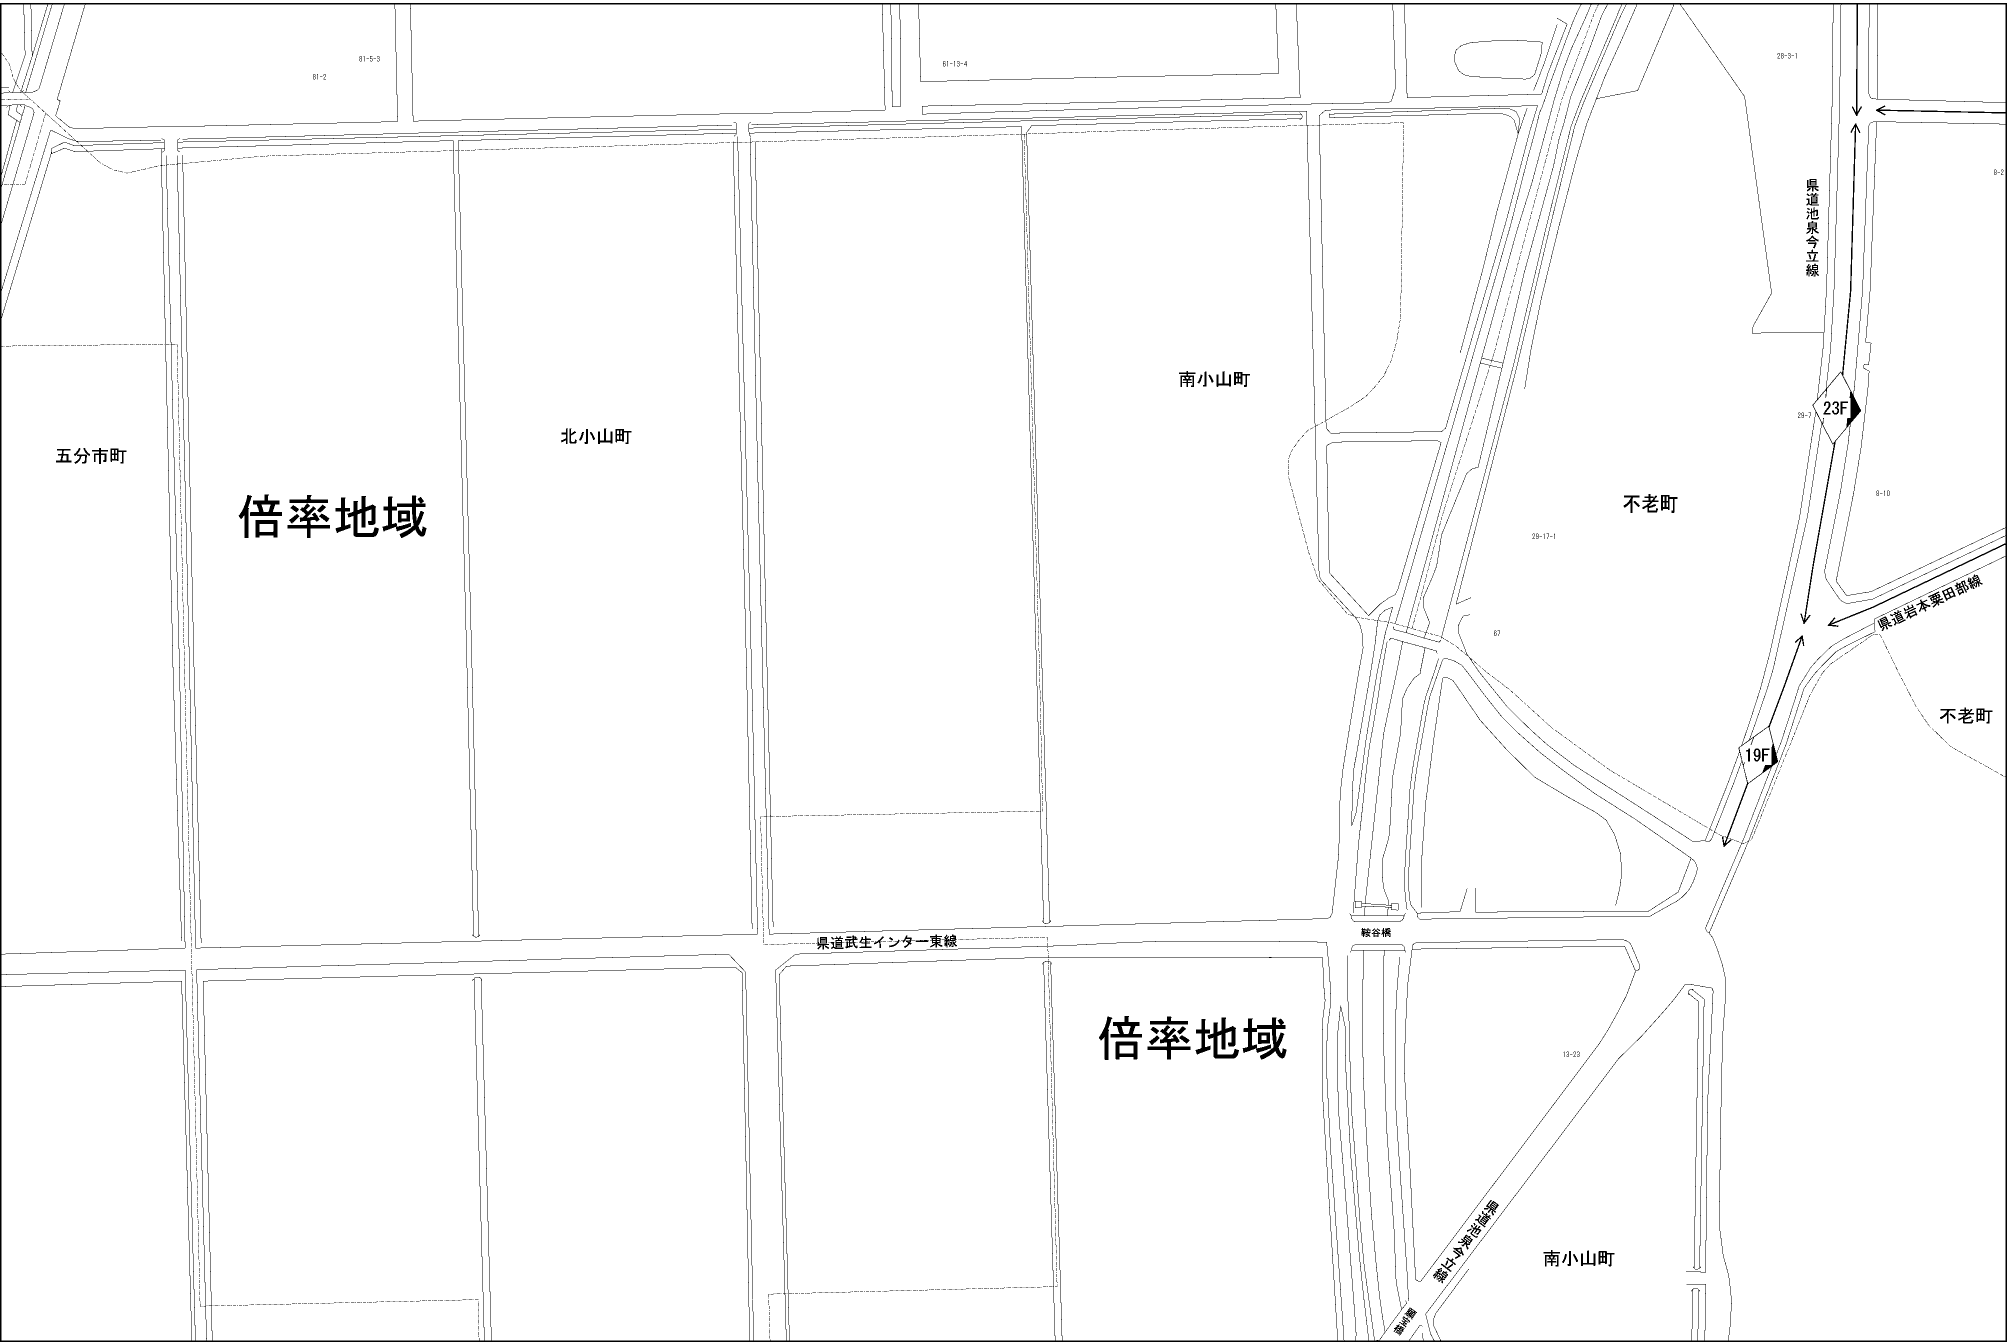 81-5-3
81-2
61-13-4
28-3-1
8-2
県道池泉今立線
南小山町
23F
29-7
北小山町
五分市町
倍率地域
不老町
8-10
29-17-1
県道岩本粟田部線
67
不老町
19F
県道武生インター東線
鞍谷橋
倍率地域
13-23
県道池泉今立線
南小山町